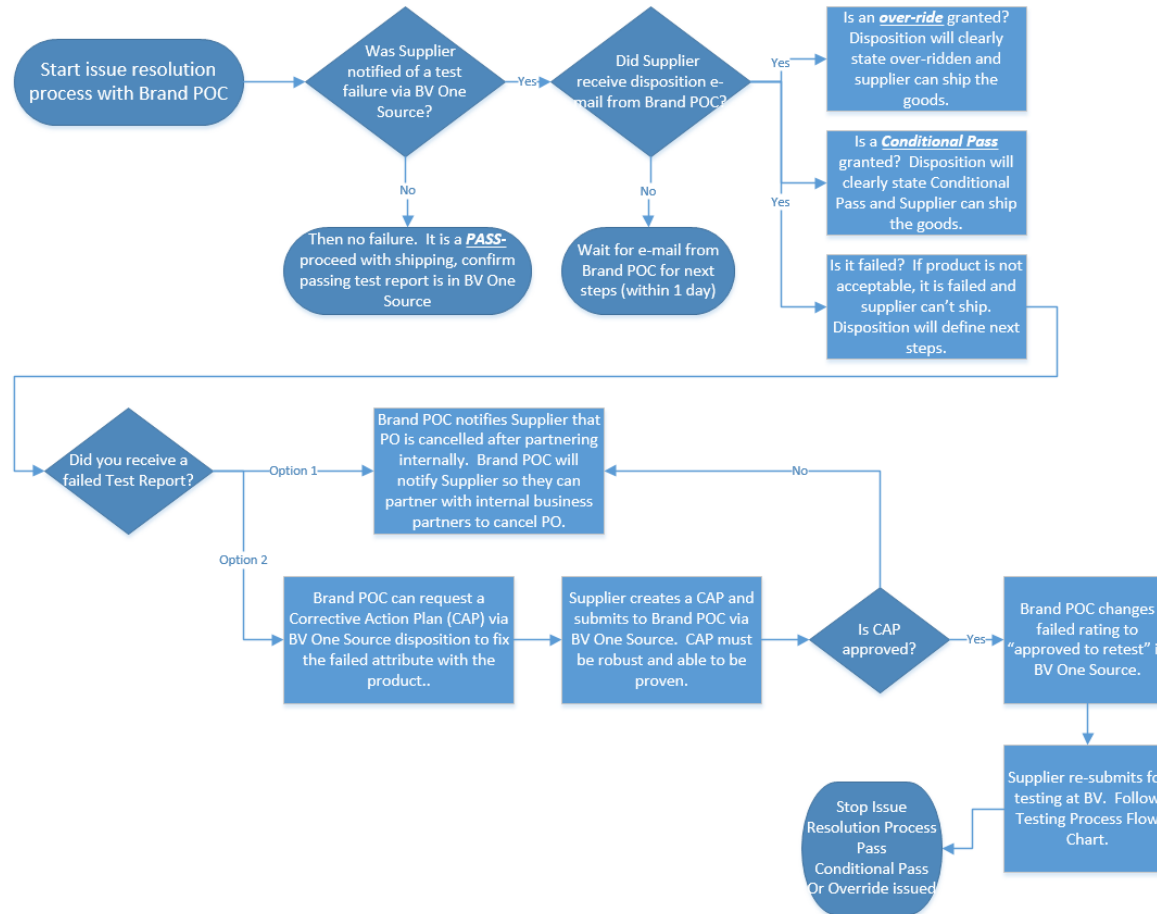 Start issue resolution
process with Brand POC
Was Supplier
notified of a test
failure via BV One
Source?
Yes
Did Supplier
receive disposition e-
mail from Brand POC?
Yes
Is an over-ride granted?
Disposition will clearly
state over-ridden and
supplier can ship the
goods.
Is a Conditional Pass
granted? Disposition will
clearly state Conditional
Pass and Supplier can ship
the goods.
Yes
No
No
Then no failure. It is a PASS-
proceed with shipping, confirm
passing test report is in BV One
Source
Wait for e-mail from
Brand POC for next
steps (within 1 day)
Is it failed? If product is not
acceptable, it is failed and
supplier can't ship.
Disposition will define next
steps.
Did you receive a
failed Test Report?
Option 1
Brand POC notifies Supplier that
PO is cancelled after partnering
internally. Brand POC will
notify Supplier so they can
partner with internal business
partners to cancel PO.
No
Option 2
Brand POC can request a
Corrective Action Plan (CAP) via
BV One Source disposition to fix
the failed attribute with the
product..
Supplier creates a CAP and
submits to Brand POC via
BV One Source. CAP must
be robust and able to be
proven.
Is CAP
approved?
Yes
Brand POC changes
failed rating to
"approved to retest" i
BV One Source.
Supplier re-submits fo
testing at BV. Follow
Testing Process Flow
Chart.
Stop Issue
Resolution Process
Pass
Conditional Pass
Or Override issued